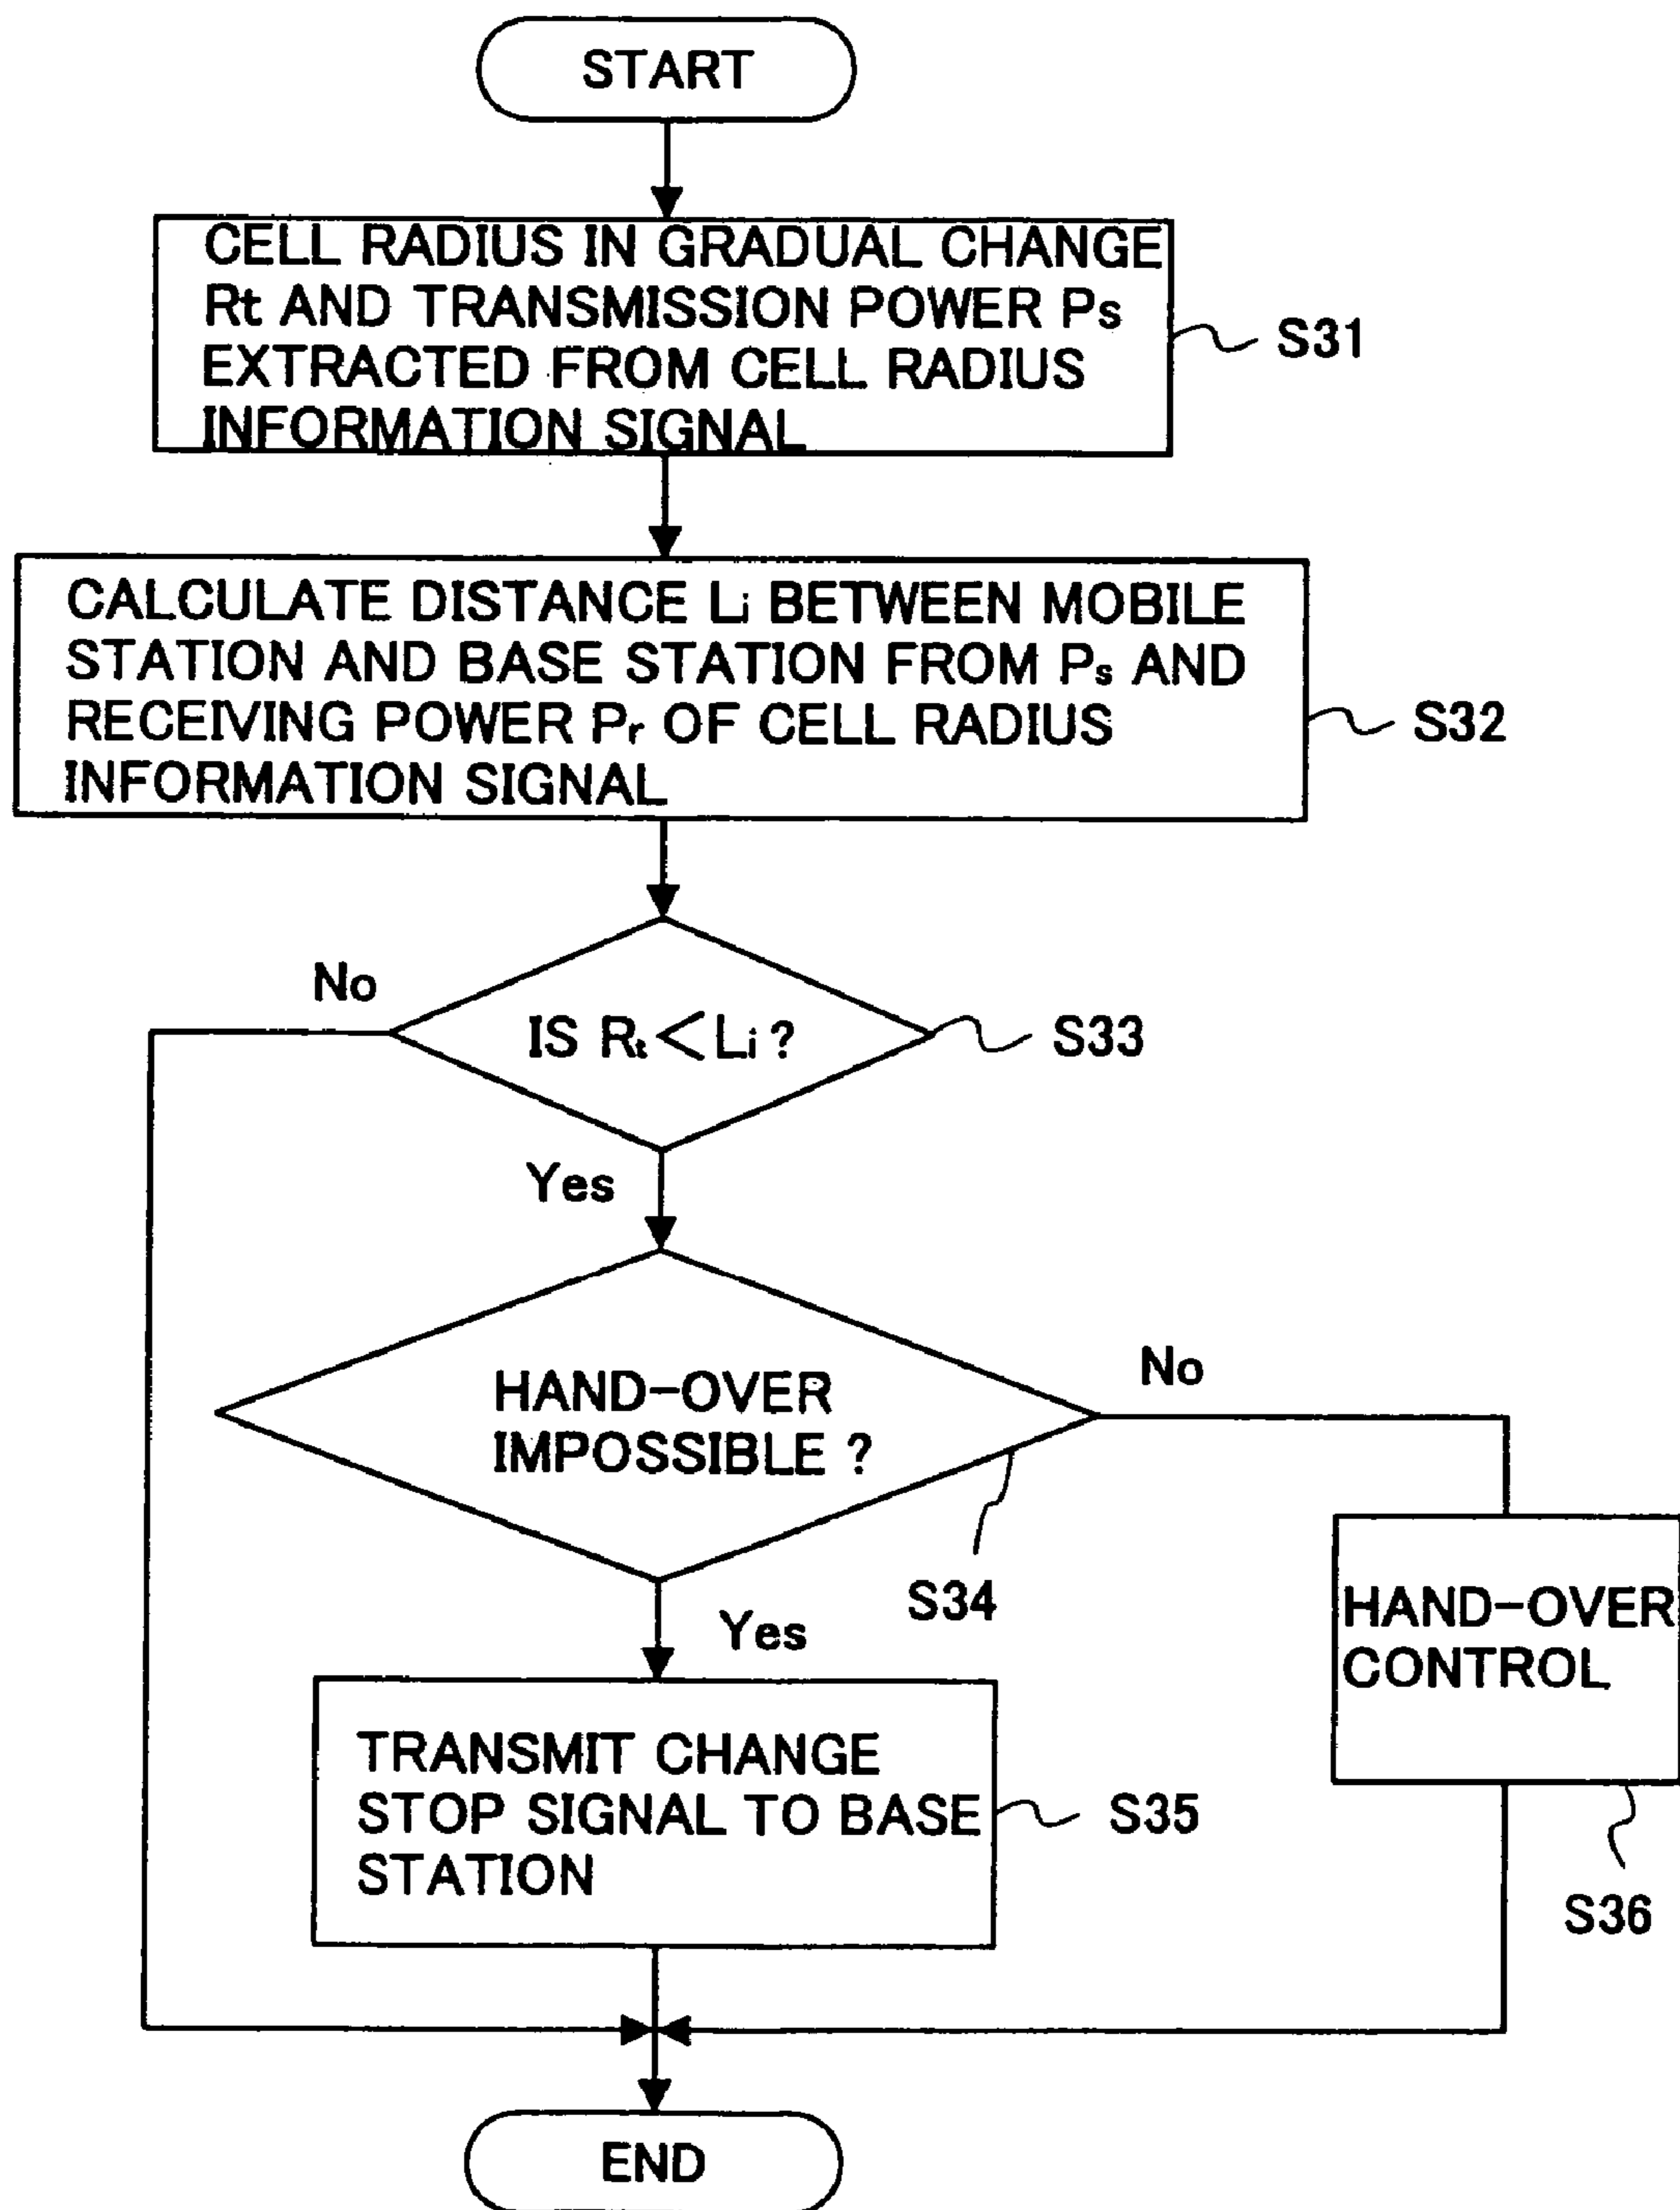 START
CELL RADIUS IN GRADUAL CHANGE
Rt AND TRANSMISSION POWER Ps
EXTRACTED FROM CELL RADIUS
INFORMATION SIGNAL
S31
CALCULATE DISTANCE Li BETWEEN MOBILE
STATION AND BASE STATION FROM Ps AND
RECEIVING POWER Pr OF CELL RADIUS
INFORMATION SIGNAL
S32
No
IS Rt<Li?
S33
Yes
HAND-OVER
IMPOSSIBLE ?
No
S34
Yes
HAND-OVER
CONTROL
TRANSMIT CHANGE
STOP SIGNAL TO BASE
STATION
S35
S36
END